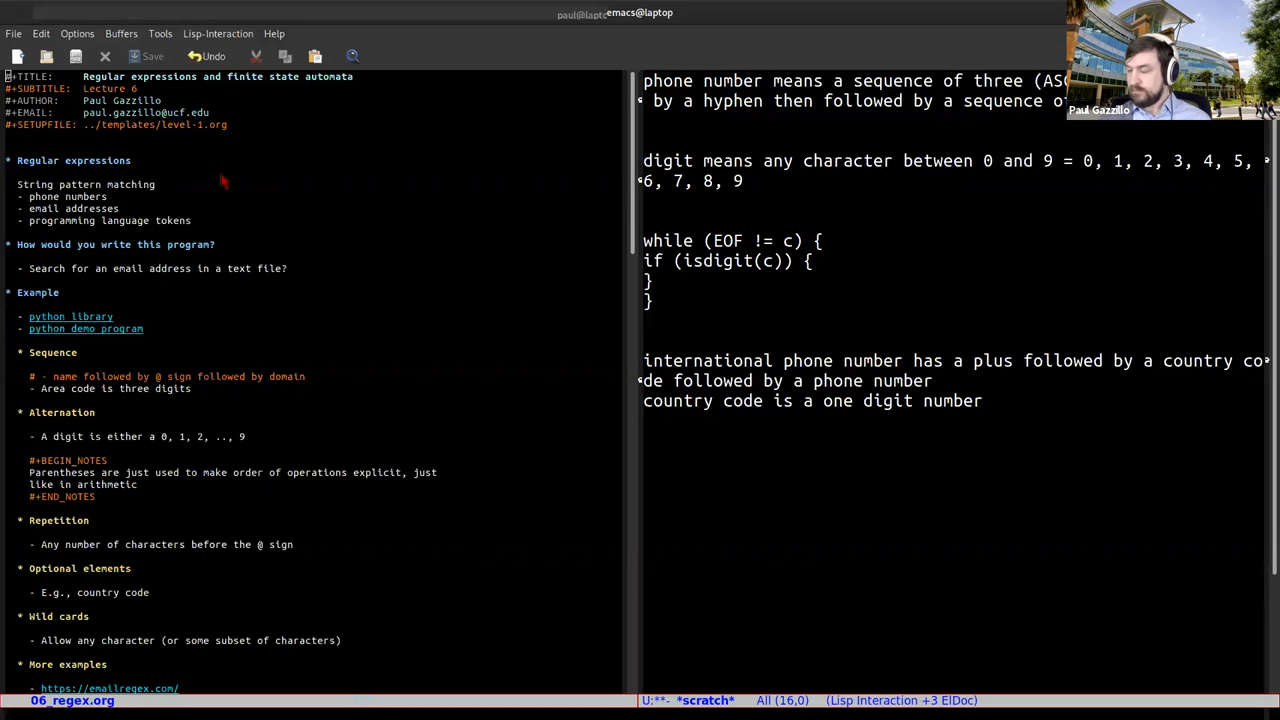 paul@lapto emacs@laptop
File Edit Options Buffers Tools Lisp-Interaction Help
Save Undo
#+TITLE: Regular expressions and finite state automata
#+SUBTITLE: Lecture 6
#+AUTHOR: Paul Gazzillo
#+EMAIL: paul.gazzillo@ucf.edu
#+SETUPFILE: ../templates/level-1.org
* Regular expressions
String pattern matching
- phone numbers
- email addresses
- programming language tokens
* How would you write this program?
- Search for an email address in a text file?
* Example
- python library
- python demo program
* Sequence
# - name followed by @ sign followed by domain
- Area code is three digits
* Alternation
- A digit is either a 0, 1, 2, .., 9
#+BEGIN_NOTES
Parentheses are just used to make order of operations explicit, just
like in arithmetic
#+END_NOTES
* Repetition
- Any number of characters before the @ sign
* Optional elements
- E.g., country code
* Wild cards
- Allow any character (or some subset of characters)
* More examples
- https://emailregex.com/
06_regex.org
phone number means a sequence of three (ASC
by a hyphen then followed by a sequence of
digit means any character between 0 and 9 = 0, 1, 2, 3, 4, 5,
6, 7, 8, 9
while (EOF != c) {
if (isdigit(c)) {
}
}
international phone number has a plus followed by a country co
de followed by a phone number
country code is a one digit number
U:**- *scratch* All (16,0) (Lisp Interaction +3 ElDoc)
Paul Gazzillo